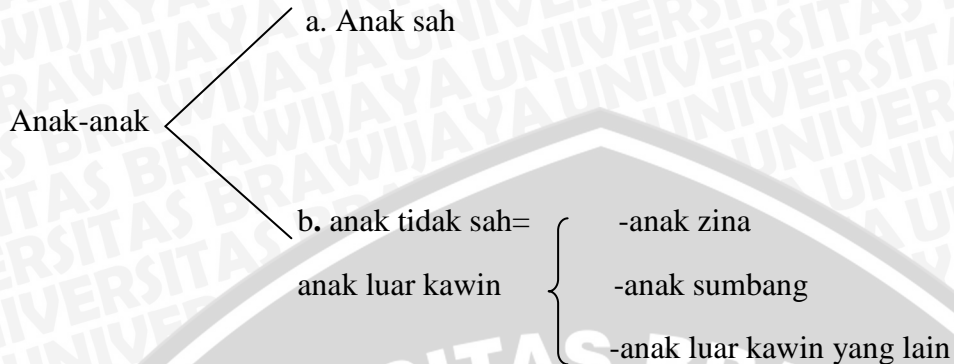 a. Anak sah
Anak-anak
b. anak tidak sah= -anak zina
anak luar kawin -anak sumbang
-anak luar kawin yang lain